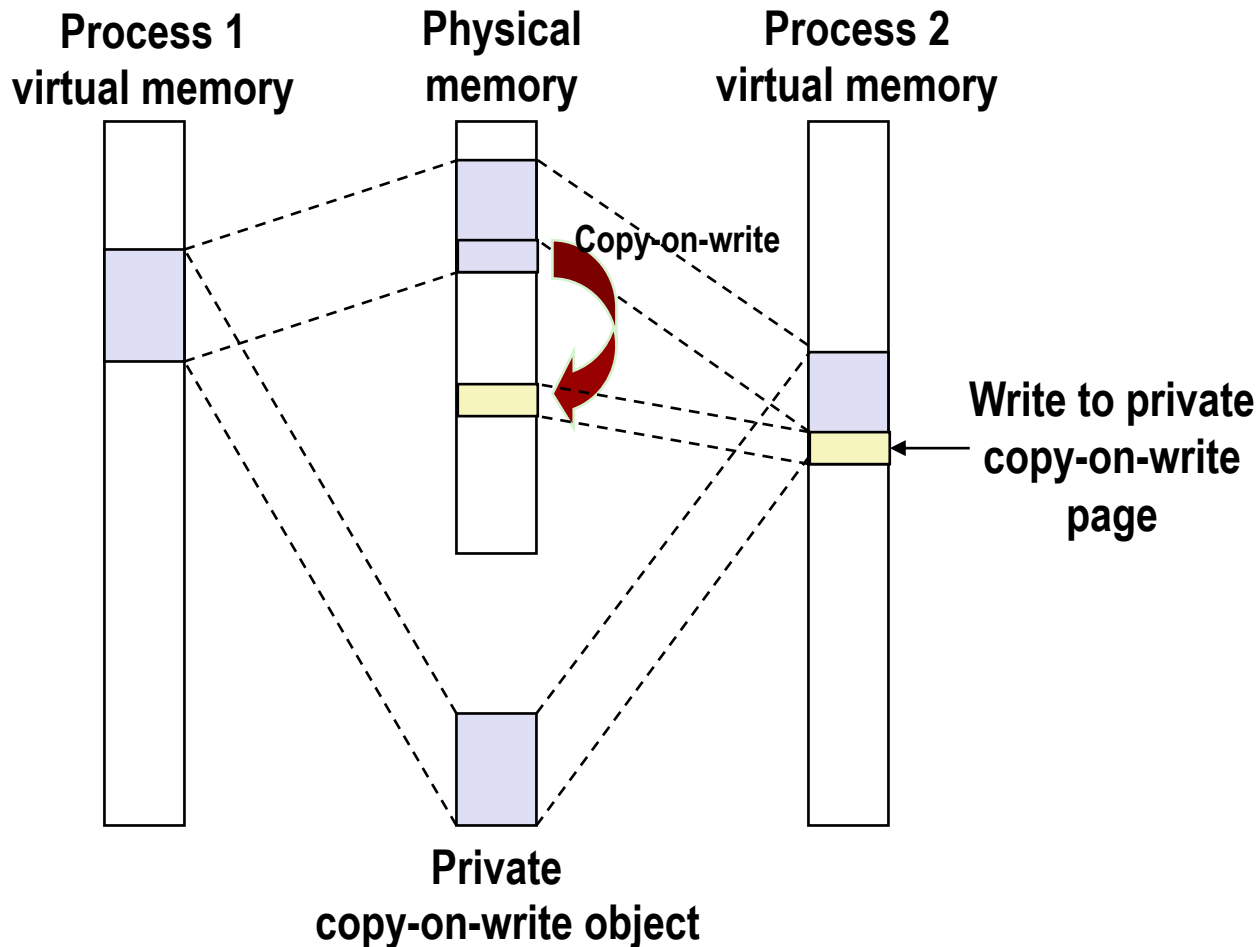 Process 1
virtual memory
Physical
memory
Process 2
virtual memory
Copy-on-write
Write to private
copy-on-write
page
Private
copy-on-write object